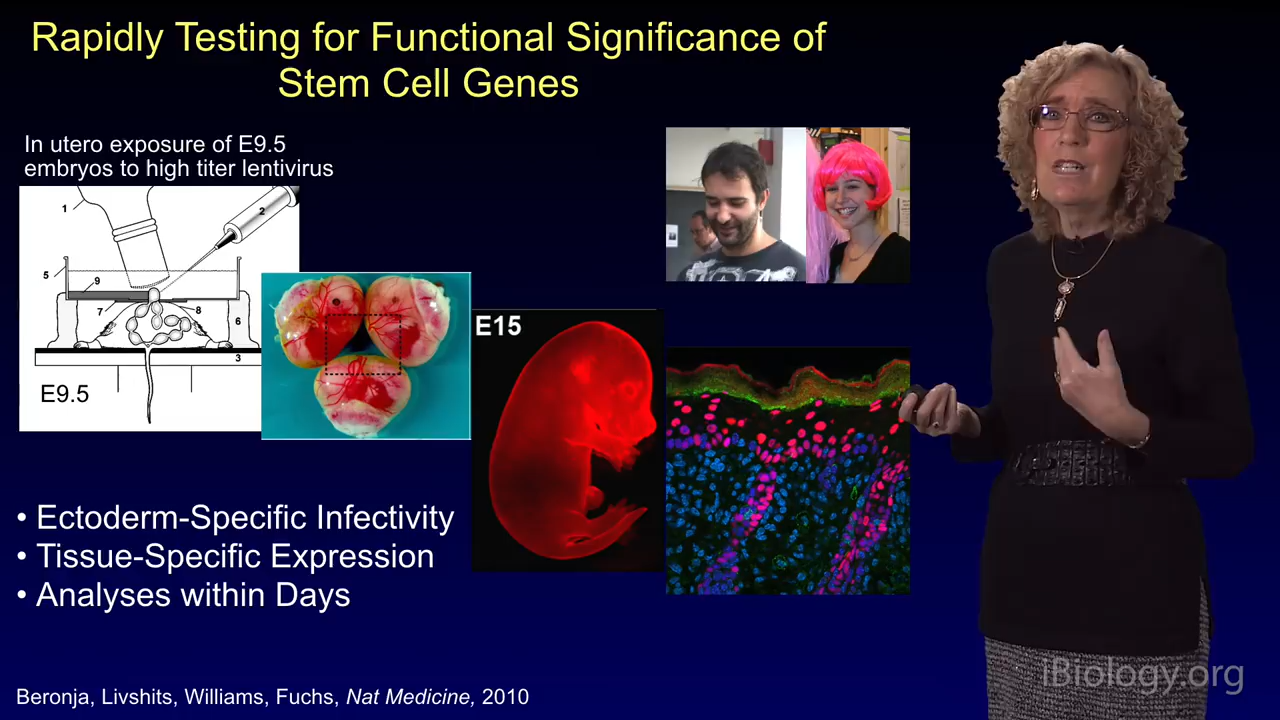 Rapidly Testing for Functional Significance of
Stem Cell Genes
In utero exposure of E9.5
embryos to high titer lentivirus
1
2
5
9
7
8
6
3
E9.5
E15
• Ectoderm-Specific Infectivity
• Tissue-Specific Expression
• Analyses within Days
Beronja, Livshits, Williams, Fuchs, Nat Medicine, 2010
iBiology.org